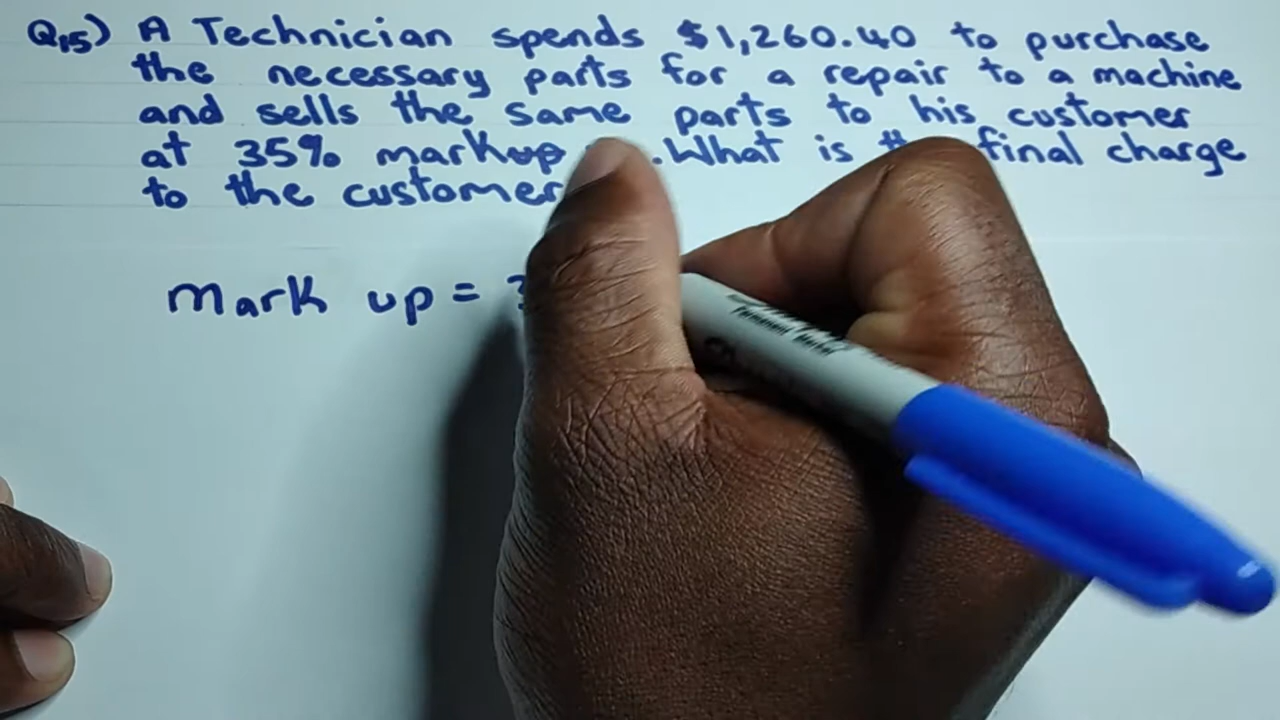 Q15) A Technician spends $1,260.40 to purchase
the necessary parts for a repair to a machine
and sells the same parts to his customer
at 35% markup . What is final charge
to the customer
Mark up =